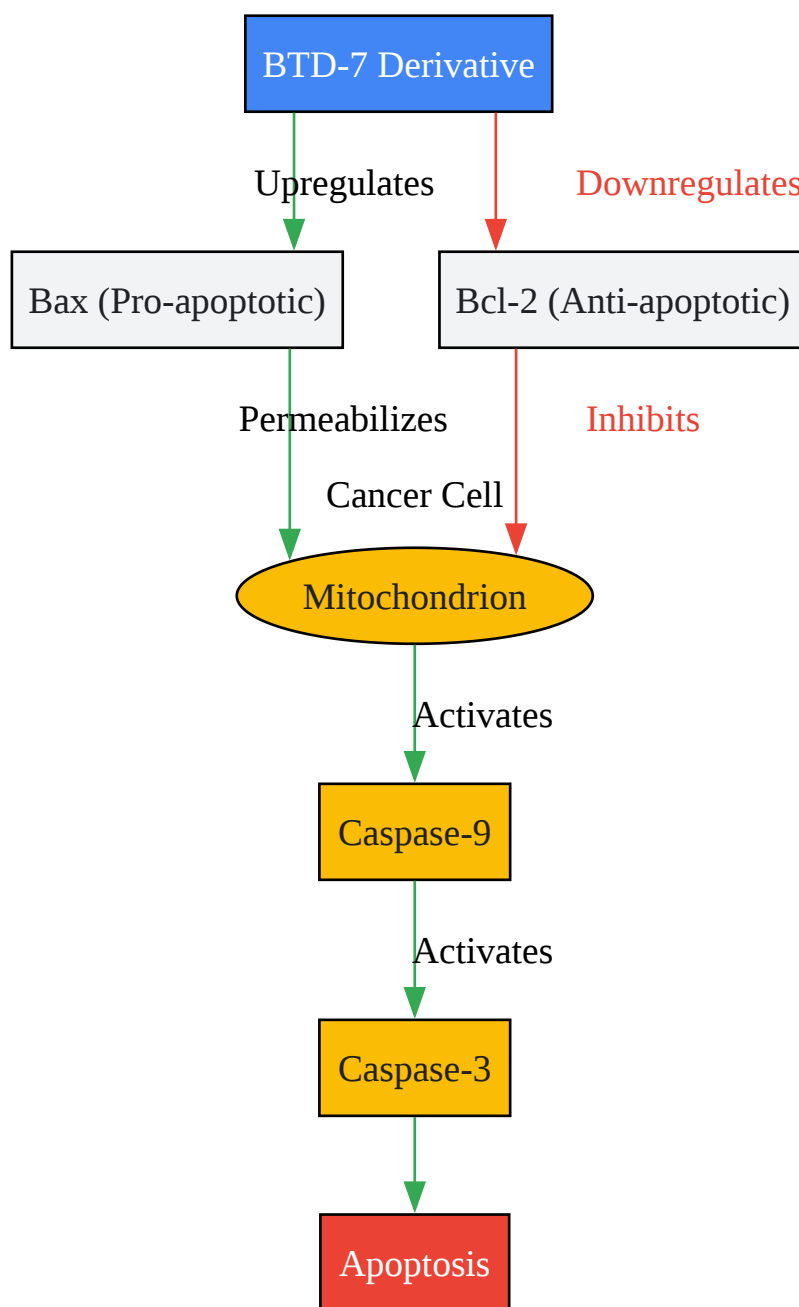 BTD-7 Derivative
Upregulates
Downregulates
Bax (Pro-apoptotic)
Bcl-2 (Anti-apoptotic)
Permeabilizes
Inhibits
Cancer Cell
Mitochondrion
Activates
Caspase-9
Activates
Caspase-3
Apoptosis